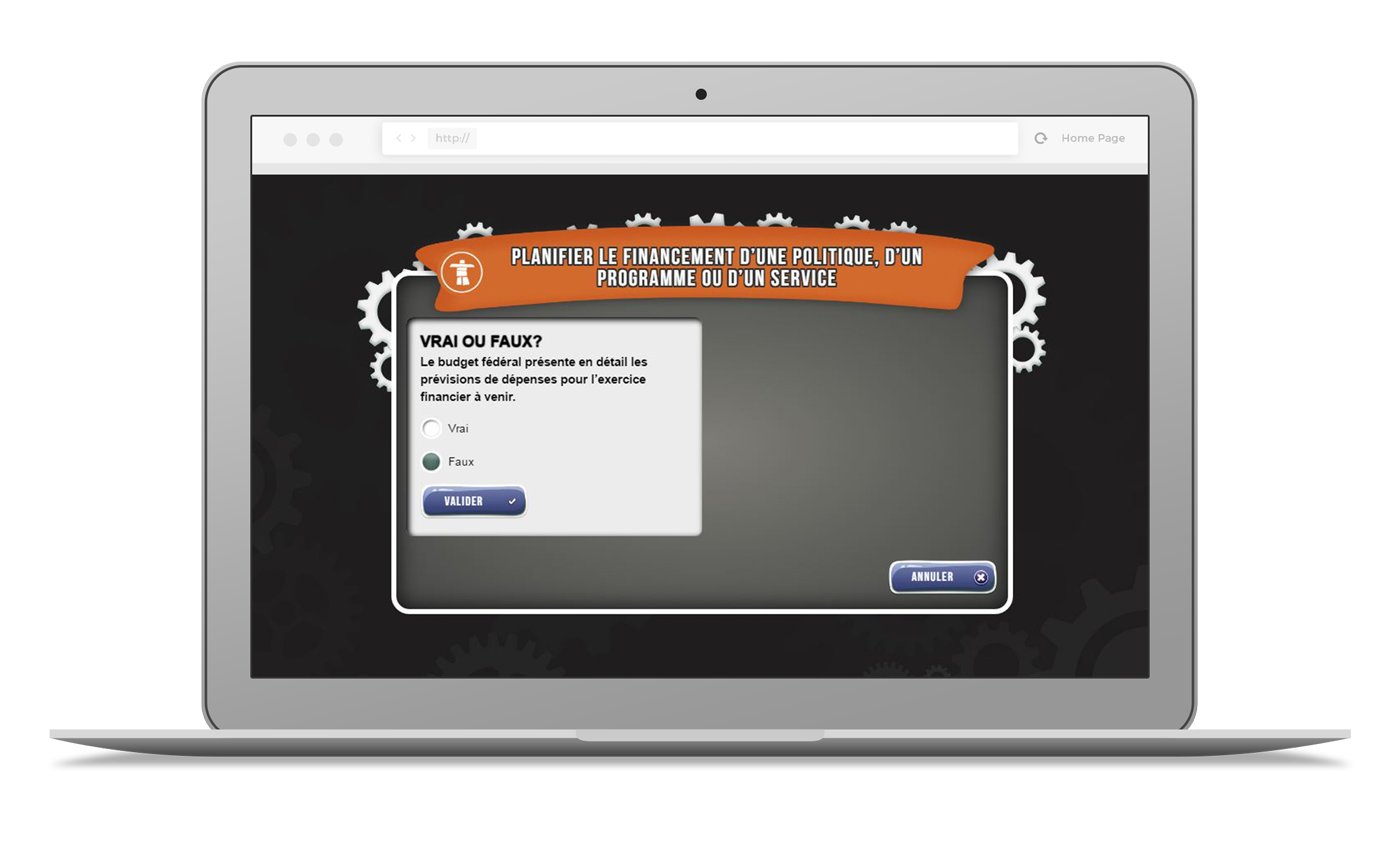 http://
Home Page
PLANIFIER LE FINANCEMENT D'UNE POLITIQUE, D'UN
PROGRAMME OU D'UN SERVICE
VRAI OU FAUX?
Le budget fédéral présente en détail les
prévisions de dépenses pour l'exercice
financier à venir.
Vrai
Faux
VALIDER
ANNULER